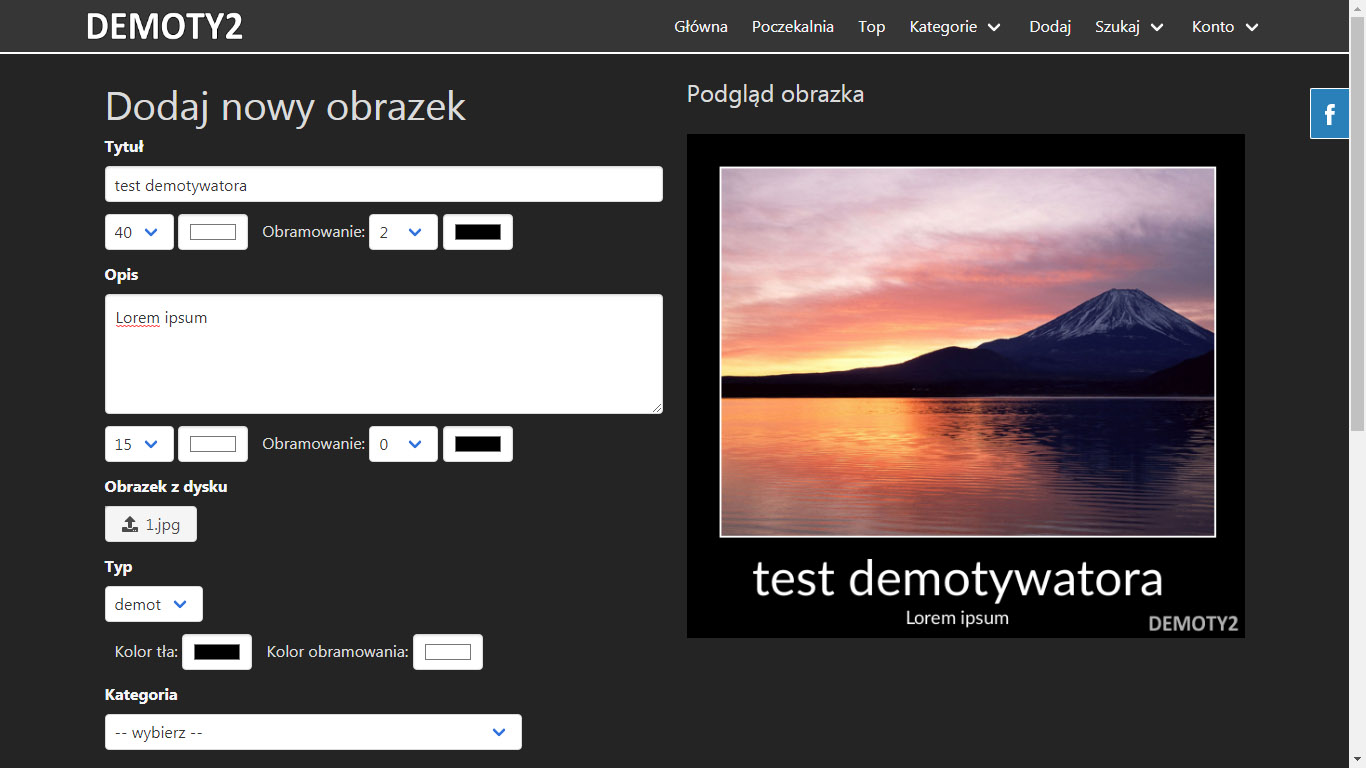 DEMOTY2
Główna Poczekalnia Top Kategorie Dodaj Szukaj Konto
Dodaj nowy obrazek
Tytuł
test demotywatora
40 Obramowanie: 2
Opis
Lorem ipsum
15 Obramowanie: 0
Obrazek z dysku
1.jpg
Typ
demot
Kolor tła: Kolor obramowania:
Kategoria
-- wybierz --
Podgląd obrazka
test demotywatora
Lorem ipsum
DEMOTY2
f